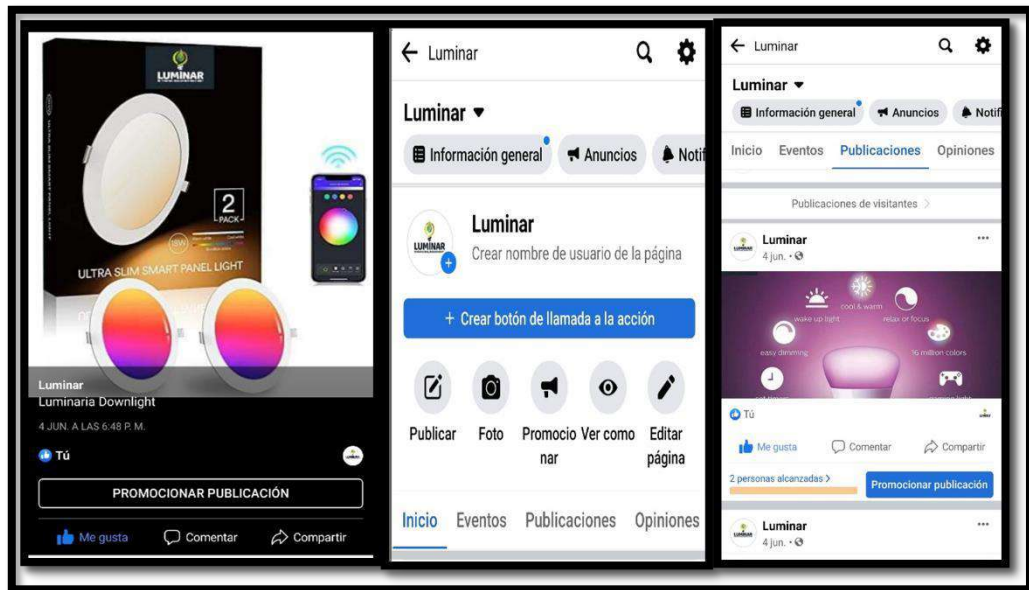 LUMINAR
2
PACK
18W
ULTRA SLIM SMART PANEL LIGHT
Luminar
Luminaria Downlight
4 JUN. A LAS 6:48 P. M.
Tú
PROMOCIONAR PUBLICACIÓN
Me gusta Comentar Compartir
Luminar
Luminar
Información general Anuncios Notif
LUMINAR
Luminar
Crear nombre de usuario de la página
+ Crear botón de llamada a la acción
Publicar Foto Promocio Ver como Editar
nar página
Inicio Eventos Publicaciones Opiniones
Luminar
Luminar
Información general Anuncios Notifi
Inicio Eventos Publicaciones Opiniones
Publicaciones de visitantes
Luminar
4 jun.
cool & warm
wake up light relax or focus
easy dimming 16 million colors
Tú
Me gusta Comentar Compartir
2 personas alcanzadas
Promocionar publicación
Luminar
4 jun.